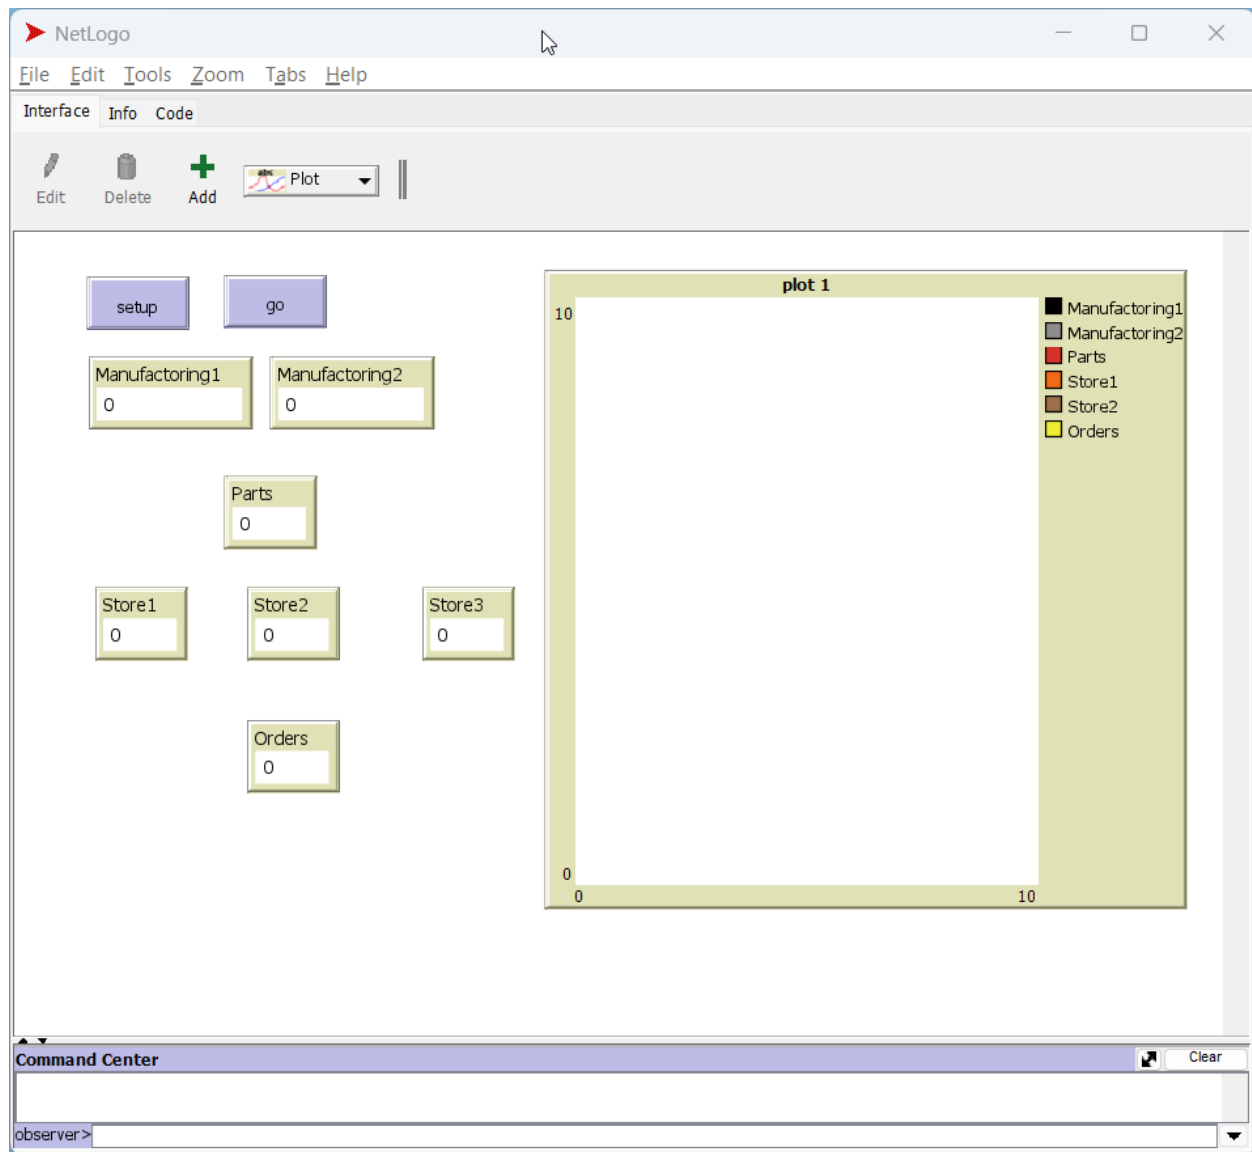 NetLogo
File Edit Tools Zoom Tabs Help
Interface Info Code
Edit Delete Add abc Plot
setup go
Manufactoring1 Manufactoring2
0 0
Parts
0
Store1 Store2 Store3
0 0 0
Orders
0
plot 1
10
0
0 10
Manufactoring1
Manufactoring2
Parts
Store1
Store2
Orders
Command Center Clear
observer>